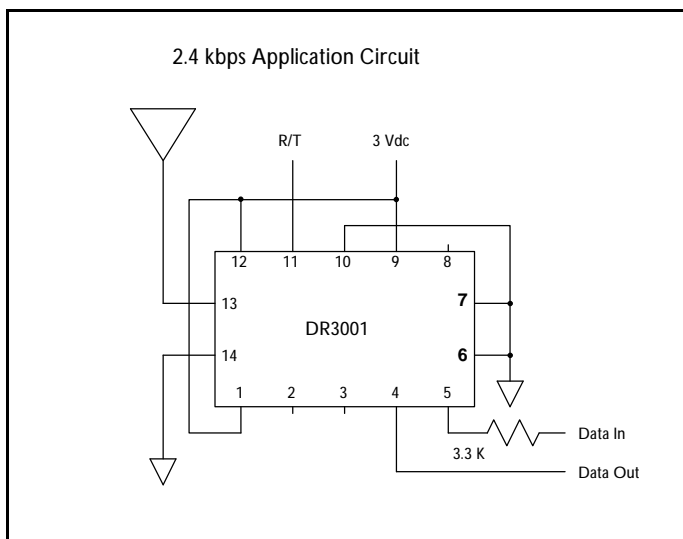 2.4 kbps Application Circuit
R/T
3 Vdc
12 11 10 9 8
13
7
DR3001
14
6
1 2 3 4 5
Data In
3.3 K
Data Out